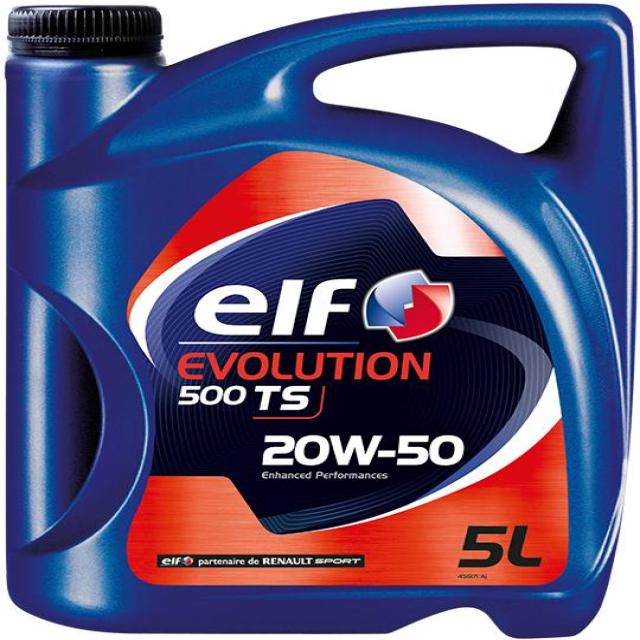 elf
EVOLUTION
500 TS
20W-50
Enhanced Performances
elf partenaire de RENAULT SPORT
5L